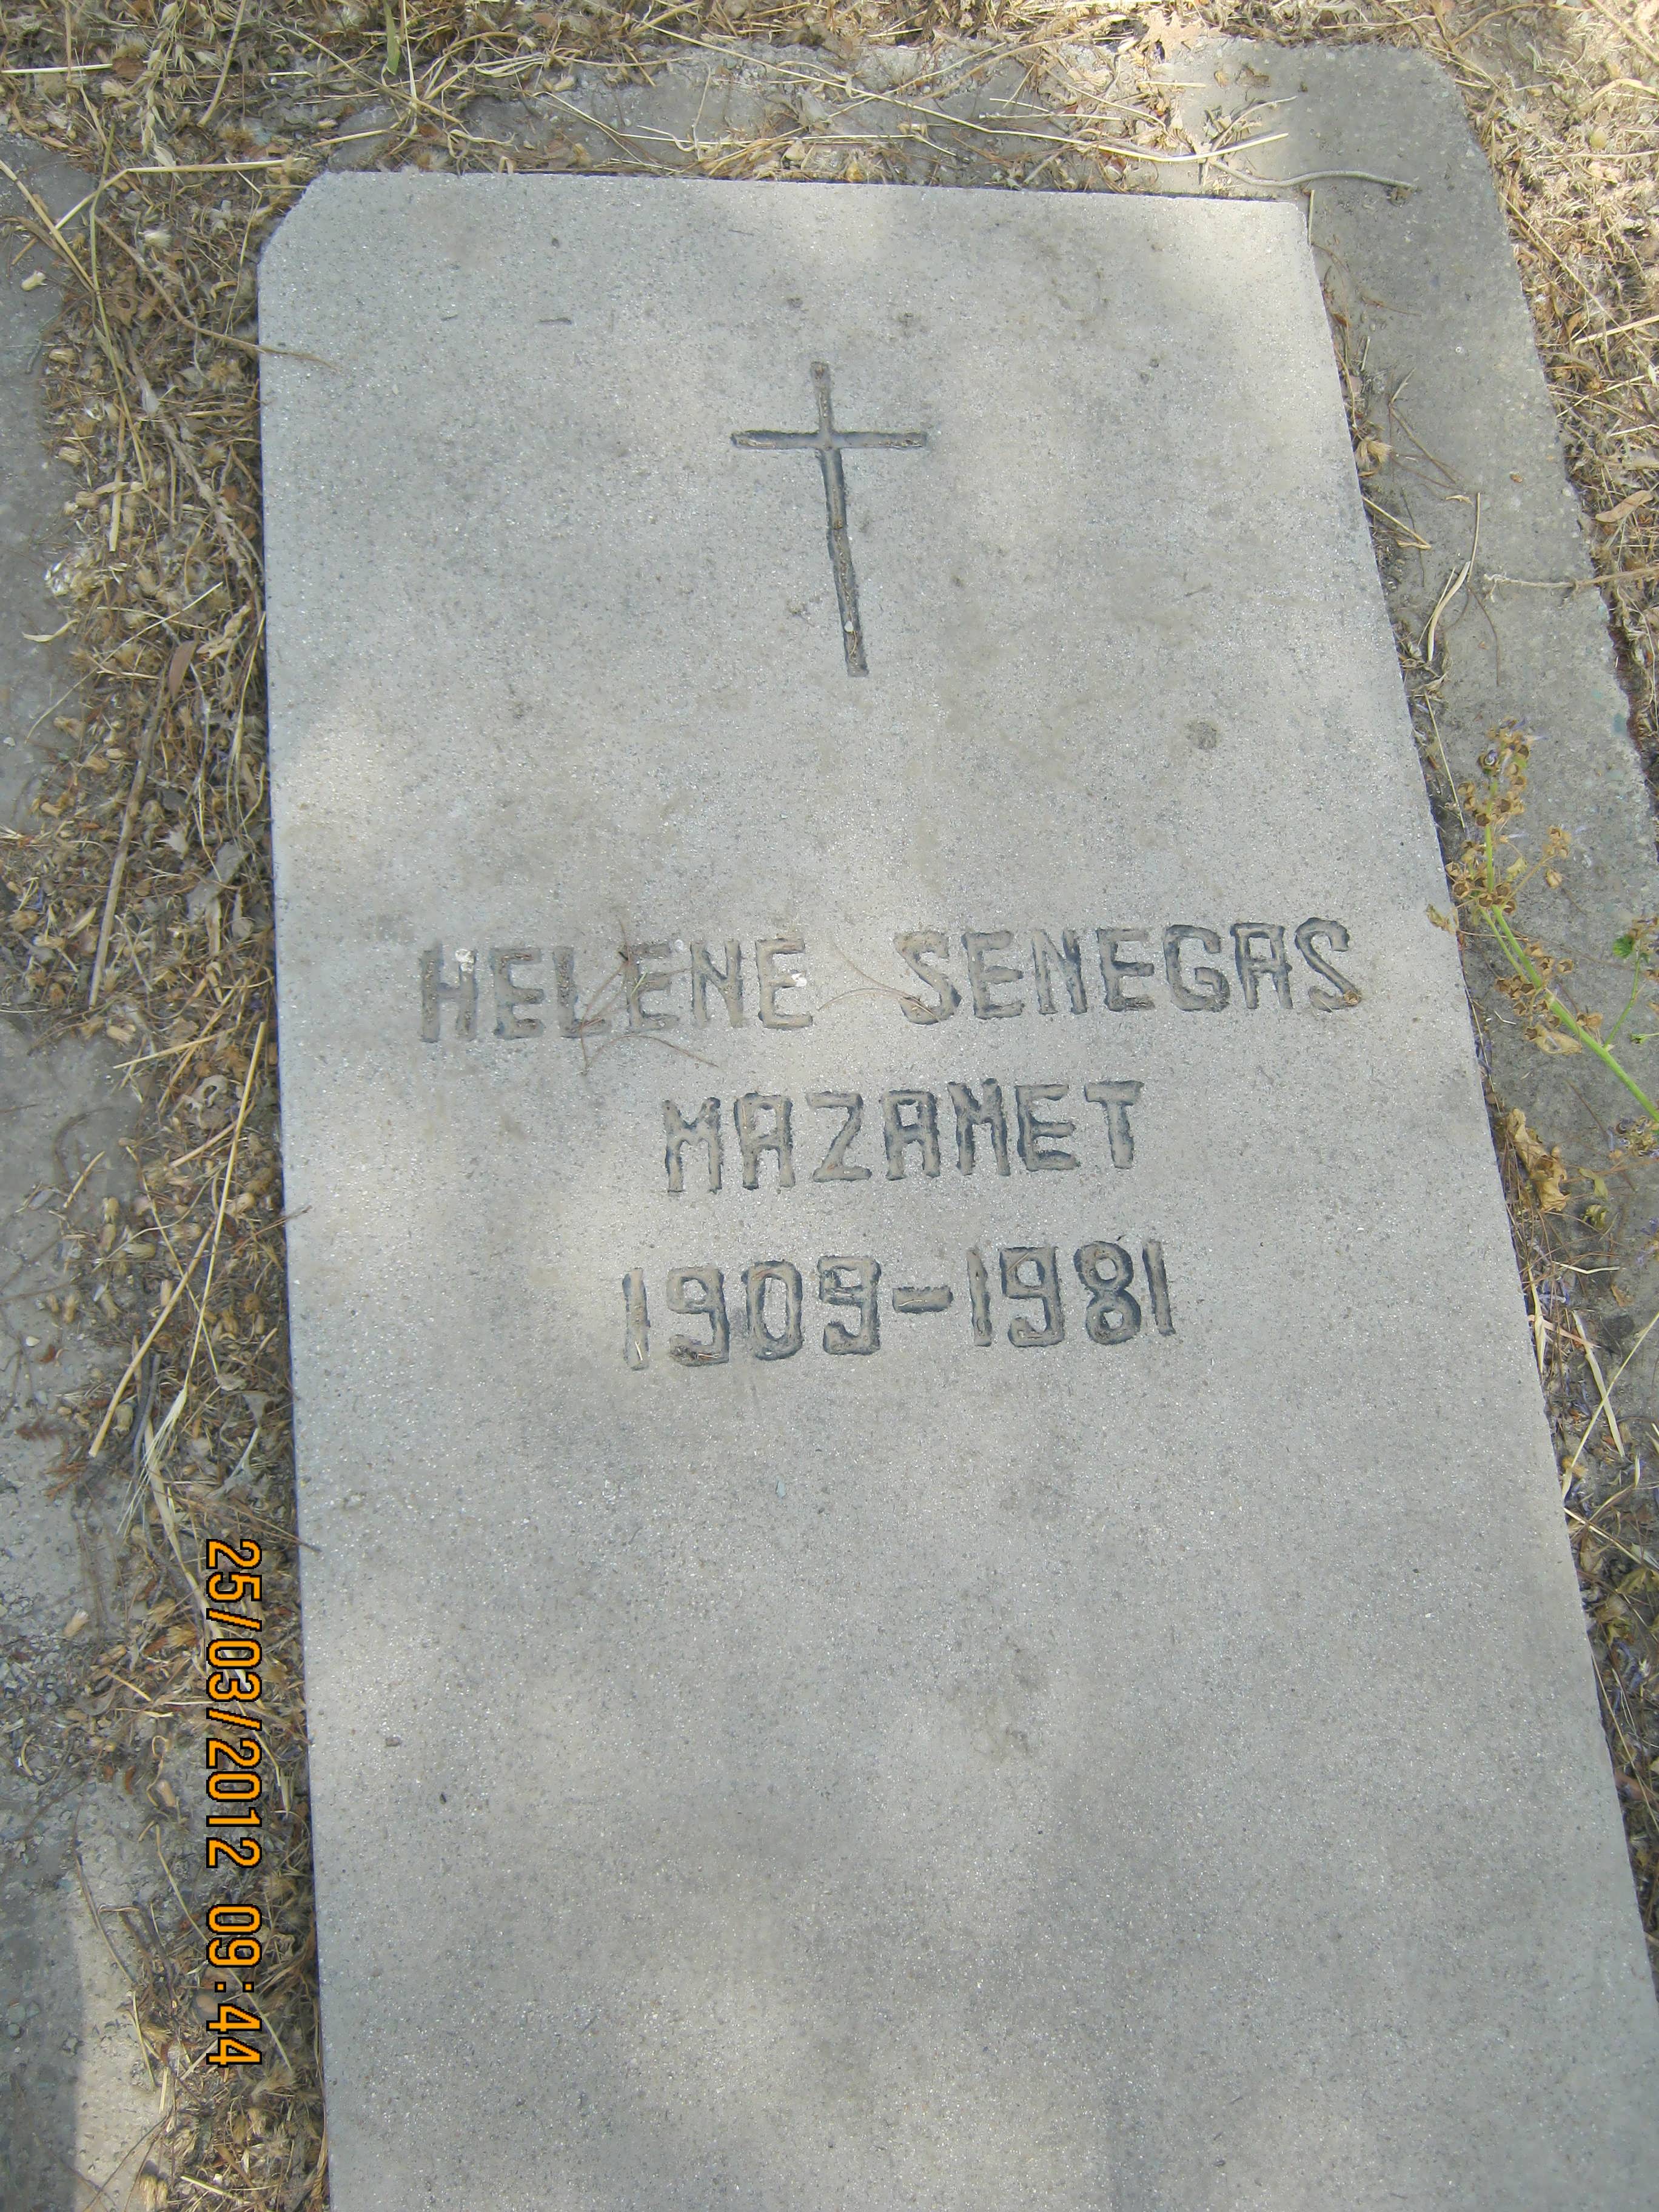 HELENE SENEGAS
MAZAMET
1909-1981
25/03/2012 09:44